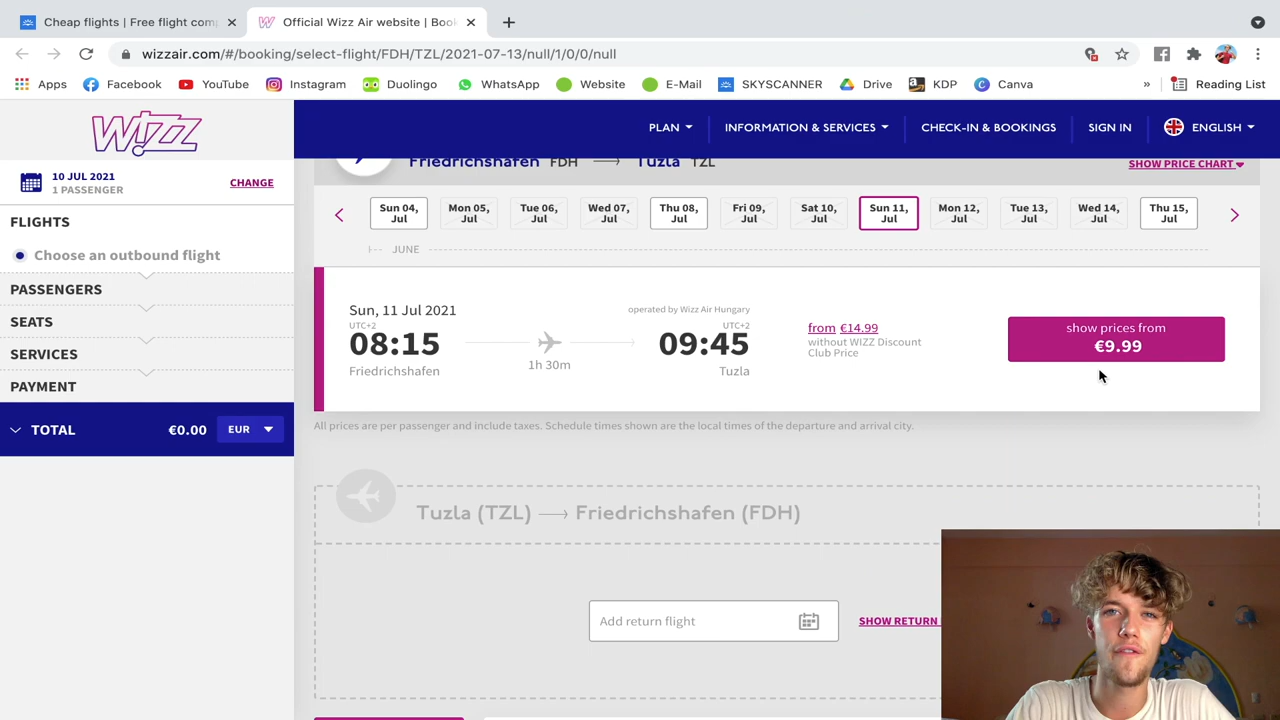 Cheap flights | Free flight com
Official Wizz Air website | Boo
wizzair.com/#/booking/select-flight/FDH/TZL/2021-07-13/null/1/0/0/null
Apps
Facebook
YouTube
Instagram
Duolingo
WhatsApp
Website
E-Mail
SKYSCANNER
Drive
KDP
Canva
»
Reading List
WIZZ
PLAN
INFORMATION & SERVICES
CHECK-IN & BOOKINGS
SIGN IN
ENGLISH
10 JUL 2021
1 PASSENGER
CHANGE
FLIGHTS
Choose an outbound flight
PASSENGERS
SEATS
SERVICES
PAYMENT
TOTAL €0.00 EUR
Friedrichshafen FDH Tuzla TZL
SHOW PRICE CHART
Sun 04, Jul
Mon 05, Jul
Tue 06, Jul
Wed 07, Jul
Thu 08, Jul
Fri 09, Jul
Sat 10, Jul
Sun 11, Jul
Mon 12, Jul
Tue 13, Jul
Wed 14, Jul
Thu 15, Jul
JUNE
Sun, 11 Jul 2021
operated by Wizz Air Hungary
UTC+2
UTC+2
08:15
09:45
1h 30m
Friedrichshafen
Tuzla
from €14.99
without WIZZ Discount
Club Price
show prices from
€9.99
All prices are per passenger and include taxes. Schedule times shown are the local times of the departure and arrival city.
Tuzla (TZL) → Friedrichshafen (FDH)
Add return flight
SHOW RETURN